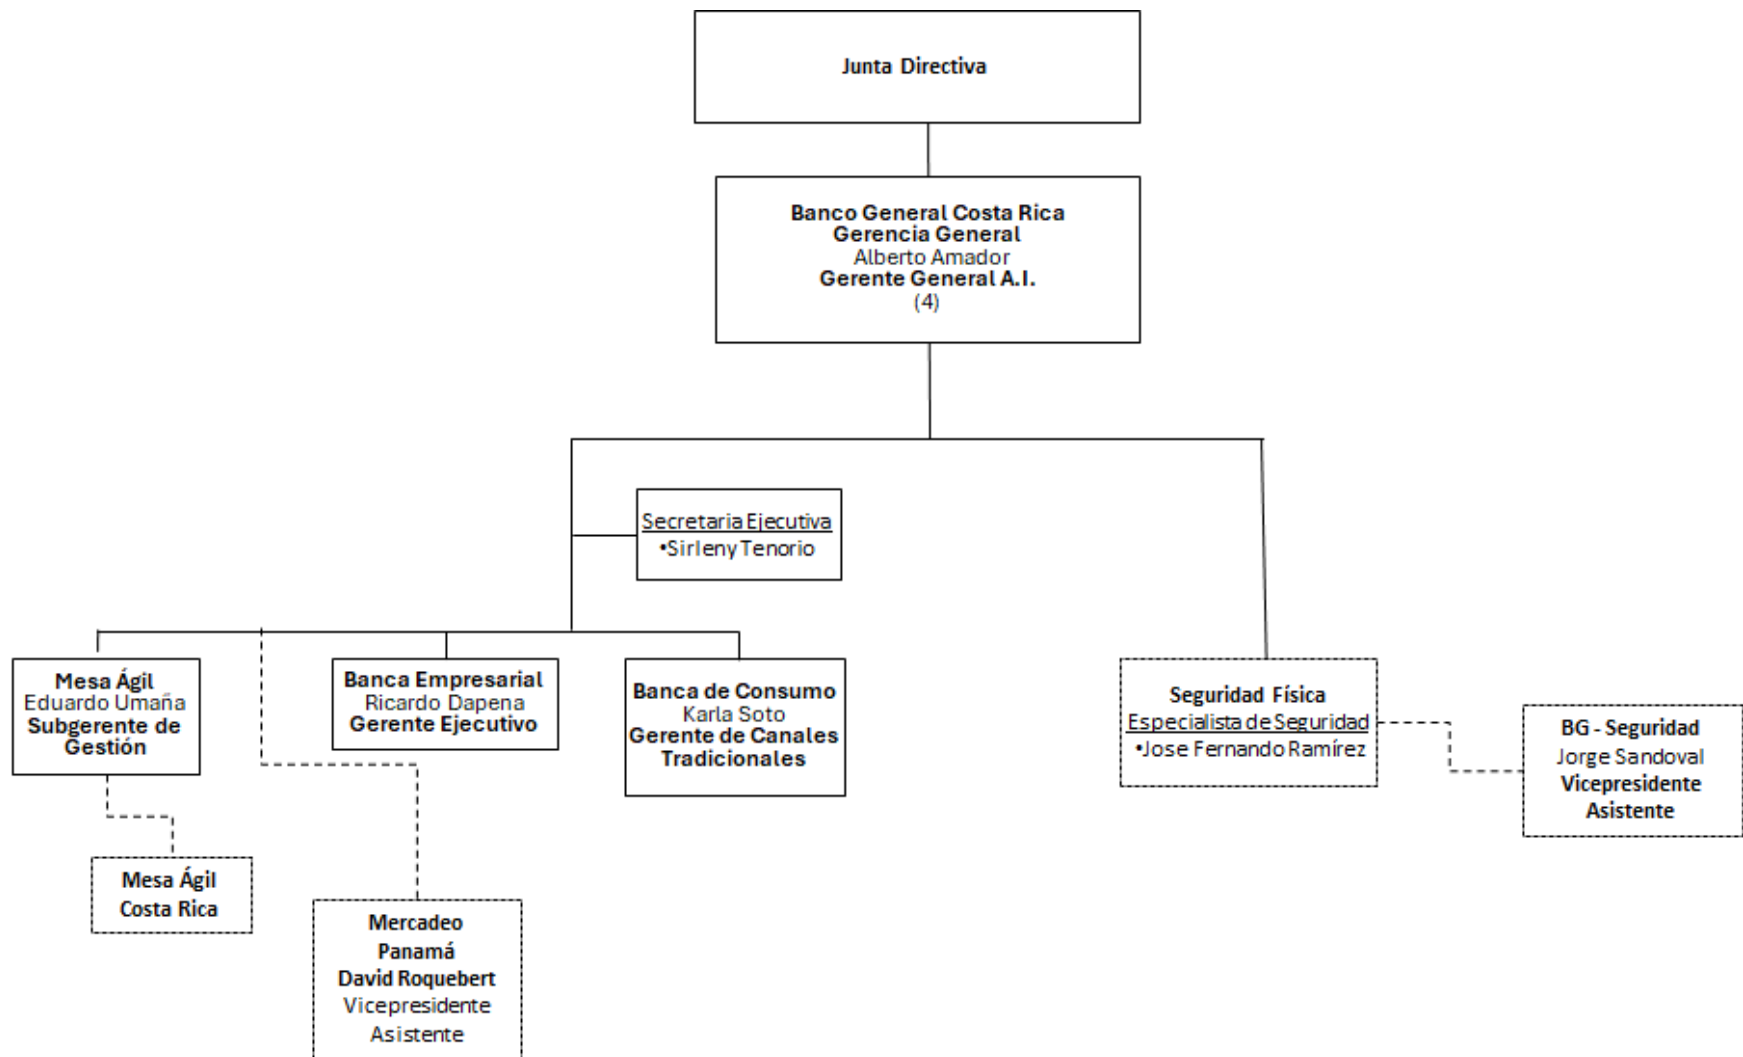 Junta Directiva
Banco General Costa Rica
Gerencia General
Alberto Amador
Gerente General A.I.
(4)
Secretaria Ejecutiva
•Sirleny Tenorio
Mesa Ágil
Eduardo Umaña
Subgerente de
Gestión
Banca Empresarial
Ricardo Dapena
Gerente Ejecutivo
Banca de Consumo
Karla Soto
Gerente de Canales
Tradicionales
Seguridad Física
Especialista de Seguridad
•Jose Fernando Ramírez
BG - Seguridad
Jorge Sandoval
Vicepresidente
Asistente
Mesa Ágil
Costa Rica
Mercadeo
Panamá
David Roquebert
Vicepresidente
Asistente